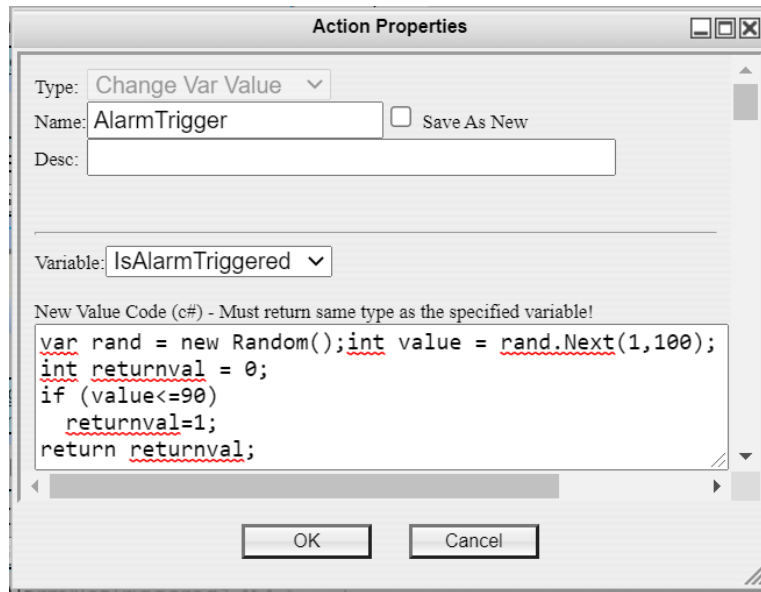 Action Properties
Type: Change Var Value
Name: AlarmTrigger Save As New
Desc:
Variable: IsAlarmTriggered
New Value Code (c#) - Must return same type as the specified variable!
var rand = new Random();int value = rand.Next(1,100);
int returnval = 0;
if (value<=90)
  returnval=1;
return returnval;
OK Cancel